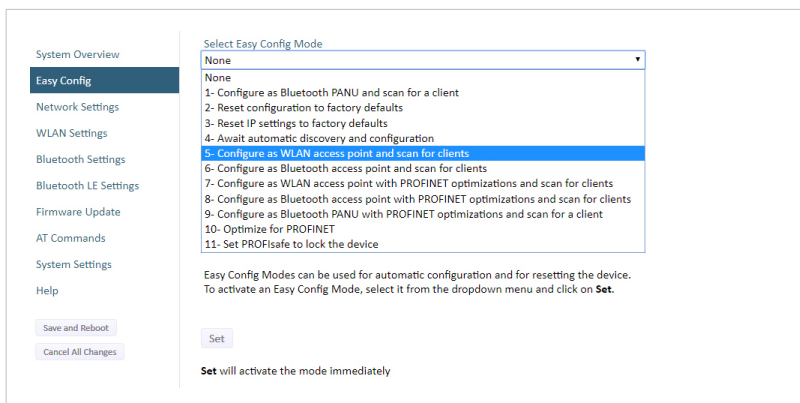 System Overview
Easy Config
Network Settings
WLAN Settings
Bluetooth Settings
Bluetooth LE Settings
Firmware Update
AT Commands
System Settings
Help
Save and Reboot
Cancel All Changes
Select Easy Config Mode
None
None
1- Configure as Bluetooth PANU and scan for a client
2- Reset configuration to factory defaults
3- Reset IP settings to factory defaults
4- Await automatic discovery and configuration
5- Configure as WLAN access point and scan for clients
6- Configure as Bluetooth access point and scan for clients
7- Configure as WLAN access point with PROFINET optimizations and scan for clients
8- Configure as Bluetooth access point with PROFINET optimizations and scan for clients
9- Configure as Bluetooth PANU with PROFINET optimizations and scan for a client
10- Optimize for PROFINET
11- Set PROFIsafe to lock the device
Easy Config Modes can be used for automatic configuration and for resetting the device.
To activate an Easy Config Mode, select it from the dropdown menu and click on Set.
Set
Set will activate the mode immediately